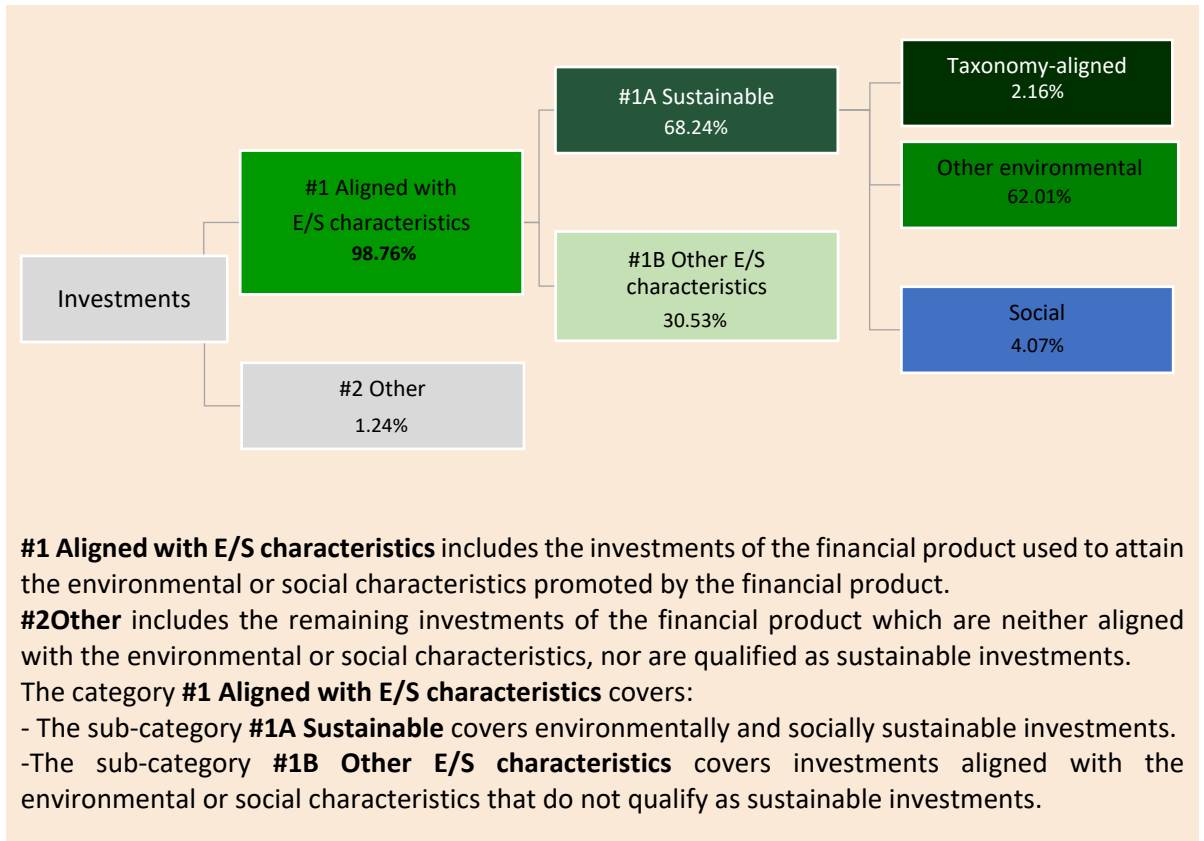 Investments
#1 Aligned with
E/S characteristics
98.76%
#2 Other
1.24%
#1A Sustainable
68.24%
#1B Other E/S
characteristics
30.53%
Taxonomy-aligned
2.16%
Other environmental
62.01%
Social
4.07%
#1 Aligned with E/S characteristics includes the investments of the financial product used to attain
the environmental or social characteristics promoted by the financial product.
#2Other includes the remaining investments of the financial product which are neither aligned
with the environmental or social characteristics, nor are qualified as sustainable investments.
The category #1 Aligned with E/S characteristics covers:
- The sub-category #1A Sustainable covers environmentally and socially sustainable investments.
-The sub-category #1B Other E/S characteristics covers investments aligned with the
environmental or social characteristics that do not qualify as sustainable investments.